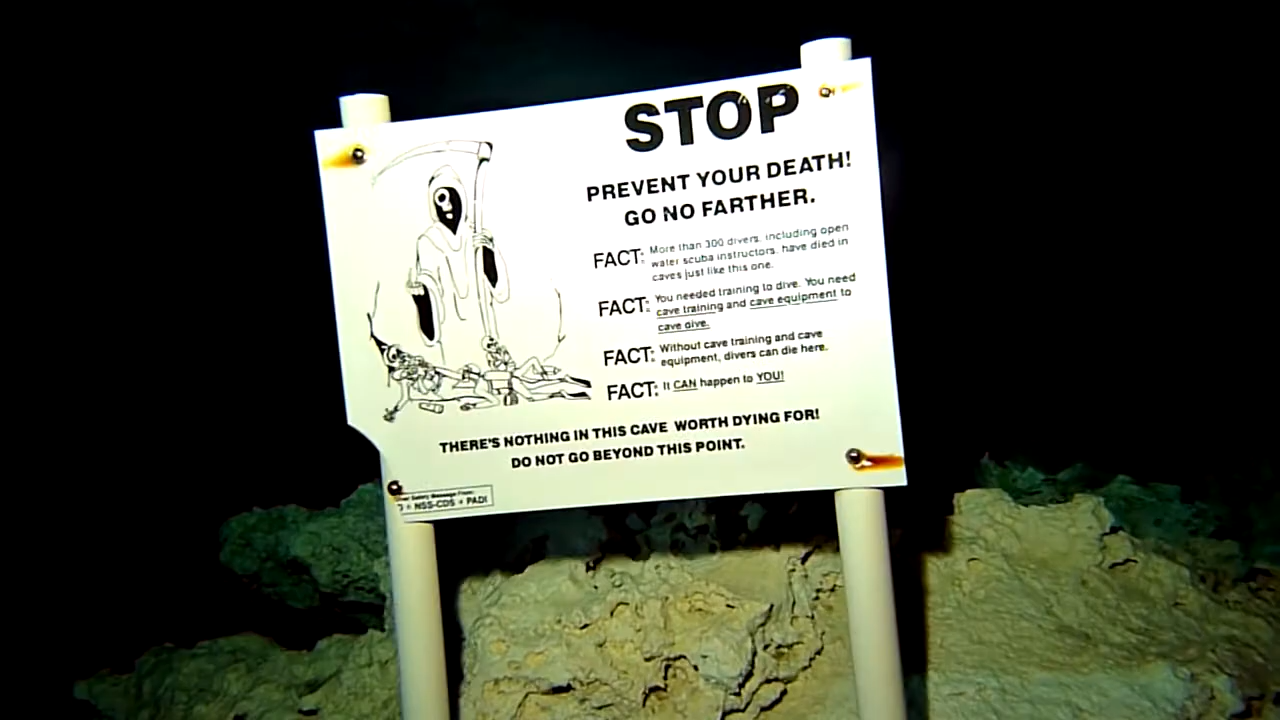 STOP
PREVENT YOUR DEATH!
GO NO FARTHER.
FACT: More than 300 divers, including open
water scuba instructors, have died in
caves just like this one.
FACT: You needed training to dive. You need
cave training and cave equipment to
cave dive.
FACT: Without cave training and cave
equipment, divers can die here.
FACT: It CAN happen to YOU!
THERE'S NOTHING IN THIS CAVE WORTH DYING FOR!
DO NOT GO BEYOND THIS POINT.
Safety Message From:
NSS-CDS • PADI